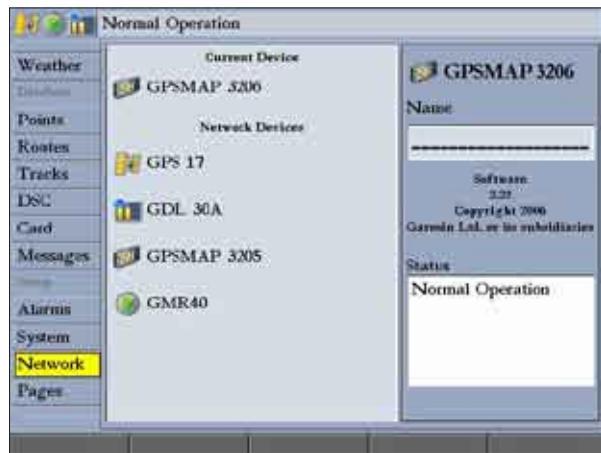 Normal Operation
Weather
Points
Routes
Tracks
DSC
Card
Messages
Alarms
System
Network
Pages
Current Device
GPSMAP 3206
Network Devices
GPS 17
GDL 30A
GPSMAP 3205
GMR40
GPSMAP 3206
Name
Software
Copyright 2006
Garmin Ltd. or its subsidiaries
Status
Normal Operation